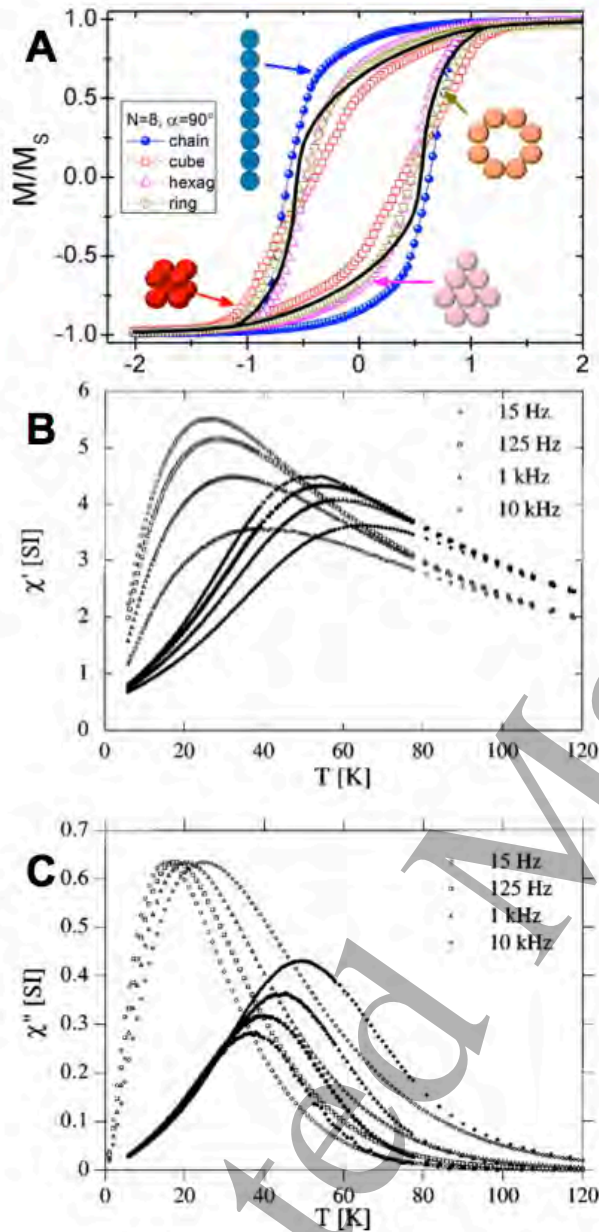 A
1.0
0.5
0.0
-0.5
-1.0
M/M_S
N=8, α=90°
chain
cube
hexag
ring
-2 -1 0 1 2
B
6
5
4
3
2
1
0
χ' [SI]
15 Hz
125 Hz
1 kHz
10 kHz
0 20 40 60 80 100 120
T [K]
C
0.7
0.6
0.5
0.4
0.3
0.2
0.1
0
χ" [SI]
15 Hz
125 Hz
1 kHz
10 kHz
0 20 40 60 80 100 120
T [K]
ted M